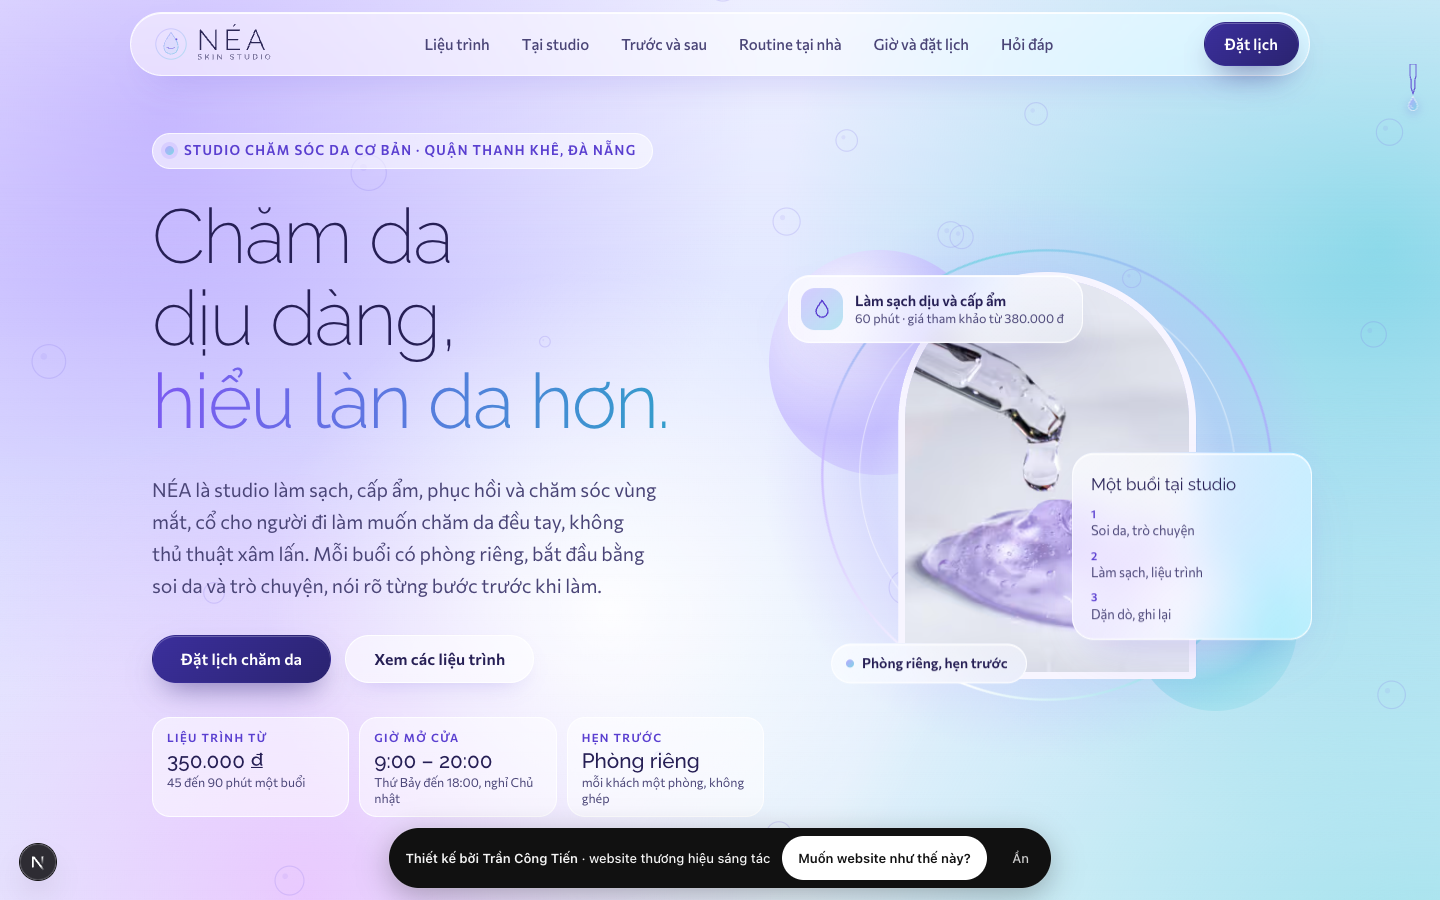 NÉA
SKIN STUDIO
Liệu trình
Tại studio
Trước và sau
Routine tại nhà
Giờ và đặt lịch
Hỏi đáp
Đặt lịch
STUDIO CHĂM SÓC DA CƠ BẢN · QUẬN THANH KHÊ, ĐÀ NẴNG
Chăm da
dịu dàng,
hiểu làn da hơn.
NÉA là studio làm sạch, cấp ẩm, phục hồi và chăm sóc vùng
mắt, cổ cho người đi làm muốn chăm da đều tay, không
thủ thuật xâm lấn. Mỗi buổi có phòng riêng, bắt đầu bằng
soi da và trò chuyện, nói rõ từng bước trước khi làm.
Đặt lịch chăm da
Xem các liệu trình
LIỆU TRÌNH TỪ
350.000 ₫
45 đến 90 phút một buổi
GIỜ MỞ CỬA
9:00 – 20:00
Thứ Bảy đến 18:00, nghỉ Chủ
nhật
HẸN TRƯỚC
Phòng riêng
mỗi khách một phòng, không
ghép
Làm sạch dịu và cấp ẩm
60 phút · giá tham khảo từ 380.000 đ
Một buổi tại studio
1
Soi da, trò chuyện
2
Làm sạch, liệu trình
3
Dặn dò, ghi lại
Phòng riêng, hẹn trước
N
Thiết kế bởi Trần Công Tiến · website thương hiệu sáng tác
Muốn website như thế này?
Ẩn